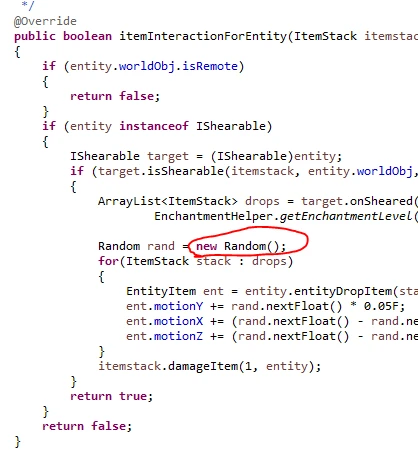 */
@Override
public boolean itemInteractionForEntity(ItemStack itemstac
{
if (entity.worldObj.isRemote)
{
return false;
}
if (entity instanceof IShearable)
{
IShearable target = (IShearable)entity;
if (target.isShearable(itemstack, entity.worldObj,
{
ArrayList<ItemStack> drops = target.onSheared(
EnchantmentHelper.getEnchantmentLevel(
Random rand = new Random();
for(ItemStack stack : drops)
{
EntityItem ent = entity.entityDropItem(sta
ent.motionY += rand.nextFloat() * 0.05F;
ent.motionX += (rand.nextFloat() - rand.ne
ent.motionZ += (rand.nextFloat() - rand.ne
}
itemstack.damageItem(1, entity);
}
return true;
}
return false;
}